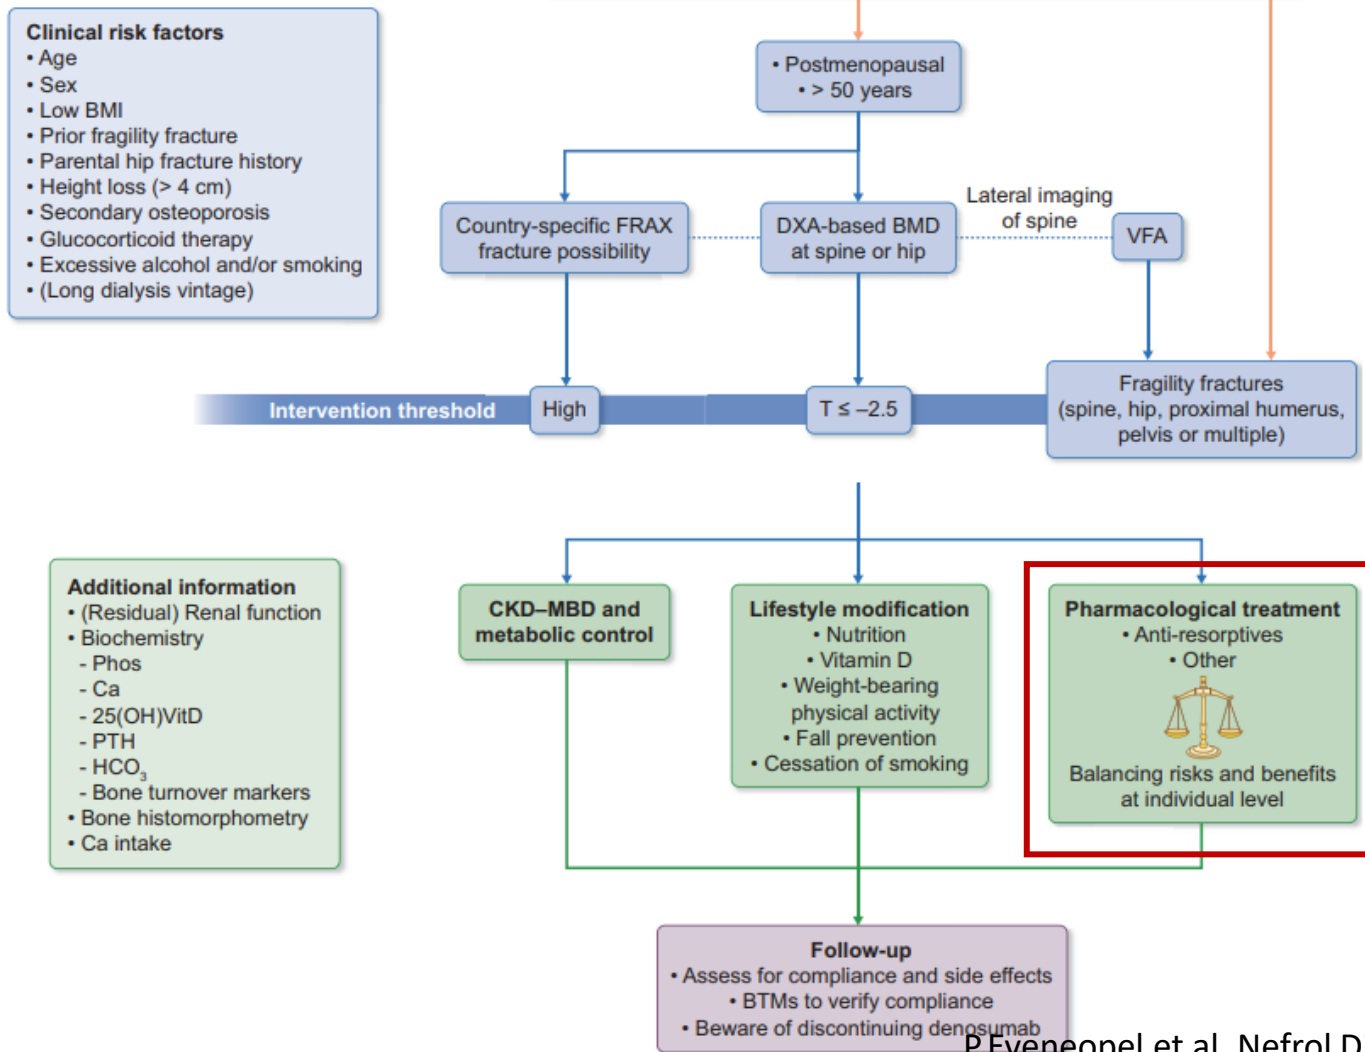 Clinical risk factors
• Age
• Sex
• Low BMI
• Prior fragility fracture
• Parental hip fracture history
• Height loss (> 4 cm)
• Secondary osteoporosis
• Glucocorticoid therapy
• Excessive alcohol and/or smoking
• (Long dialysis vintage)
• Postmenopausal
• > 50 years
Country-specific FRAX
fracture possibility
DXA-based BMD
at spine or hip
Lateral imaging
of spine
VFA
Intervention threshold
High
T ≤ –2.5
Fragility fractures
(spine, hip, proximal humerus,
pelvis or multiple)
Additional information
• (Residual) Renal function
• Biochemistry
- Phos
- Ca
- 25(OH)VitD
- PTH
- HCO₃
- Bone turnover markers
• Bone histomorphometry
• Ca intake
CKD–MBD and
metabolic control
Lifestyle modification
• Nutrition
• Vitamin D
• Weight-bearing
physical activity
• Fall prevention
• Cessation of smoking
Pharmacological treatment
• Anti-resorptives
• Other
Balancing risks and benefits
at individual level
Follow-up
• Assess for compliance and side effects
• BTMs to verify compliance
• Beware of discontinuing denosumab
P Eveneopel et al. Nefrol D